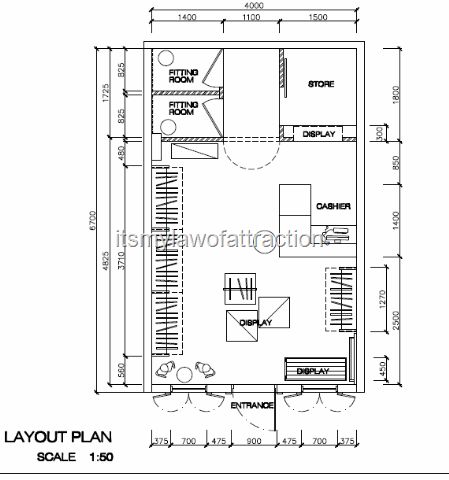 4000
1400 1100 1500
825
1725
825
480
6700
4825
3710
560
FITTING
ROOM
FITTING
ROOM
STORE
DISPLAY
1800
300
850
CASHIER
1400
itsmylawofattraction
1270
2500
DISPLAY
DISPLAY
450
ENTRANCE
375 700 475 900 475 700 375
LAYOUT PLAN
SCALE 1:50